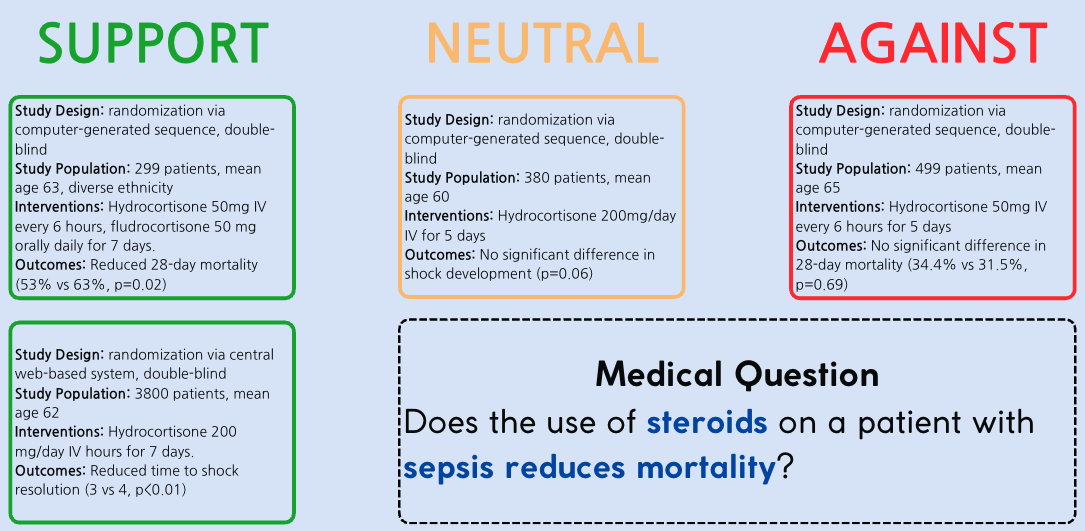 SUPPORT
NEUTRAL
AGAINST
Study Design: randomization via
computer-generated sequence, double-
blind
Study Population: 299 patients, mean
age 63, diverse ethnicity
Interventions: Hydrocortisone 50mg IV
every 6 hours, fludrocortisone 50 mg
orally daily for 7 days.
Outcomes: Reduced 28-day mortality
(53% vs 63%, p=0.02)
Study Design: randomization via
computer-generated sequence, double-
blind
Study Population: 380 patients, mean
age 60
Interventions: Hydrocortisone 200mg/day
IV for 5 days
Outcomes: No significant difference in
shock development (p=0.06)
Study Design: randomization via
computer-generated sequence, double-
blind
Study Population: 499 patients, mean
age 65
Interventions: Hydrocortisone 50mg IV
every 6 hours for 5 days
Outcomes: No significant difference in
28-day mortality (34.4% vs 31.5%,
p=0.69)
Study Design: randomization via central
web-based system, double-blind
Study Population: 3800 patients, mean
age 62
Interventions: Hydrocortisone 200
mg/day IV hours for 7 days.
Outcomes: Reduced time to shock
resolution (3 vs 4, p<0.01)
Medical Question
Does the use of steroids on a patient with
sepsis reduces mortality?